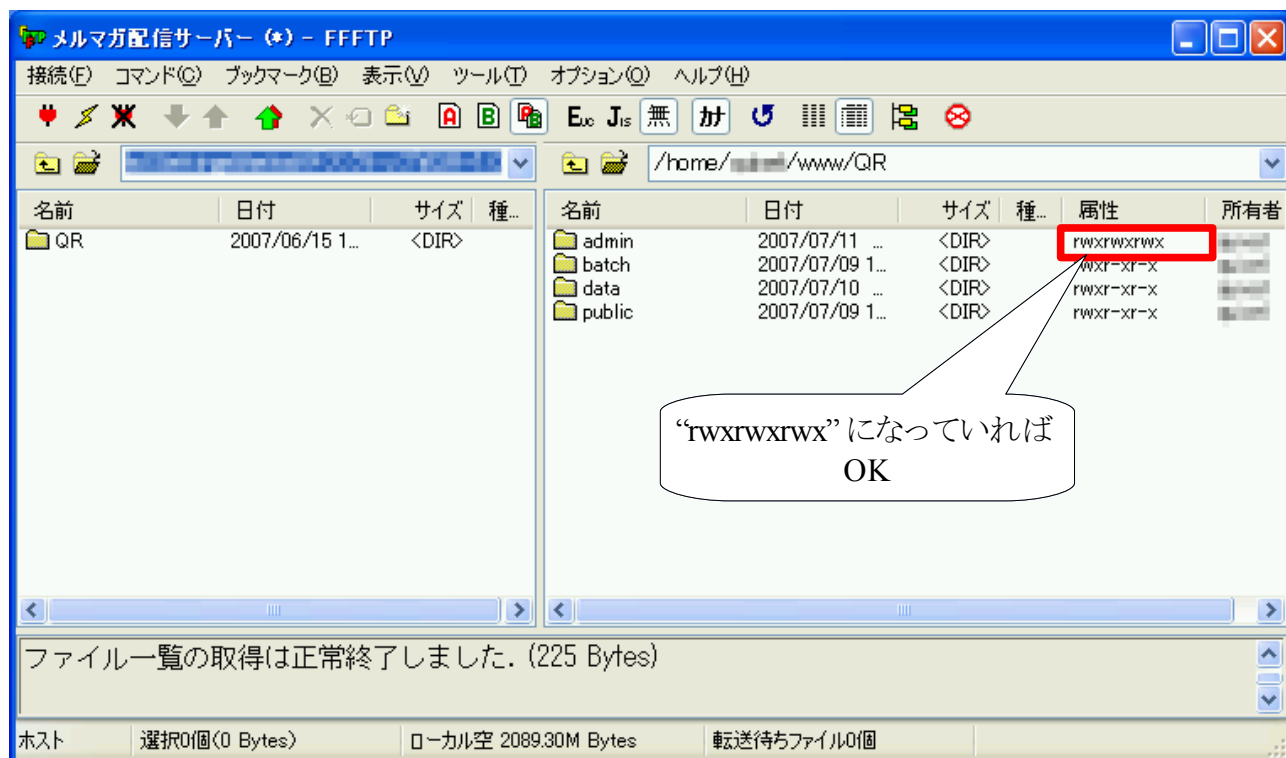 メルマガ配信サーバー (*) - FFFTP
接続(F) コマンド(C) ブックマーク(B) 表示(V) ツール(T) オプション(O) ヘルプ(H)
A B Euc Jis 無 カナ
/home/ /www/QR
名前 日付 サイズ 種...
QR 2007/06/15 1... <DIR>
名前 日付 サイズ 種... 属性 所有者
admin 2007/07/11 ... <DIR> rwxrwxrwx
batch 2007/07/09 1... <DIR> wxr-xr-x
data 2007/07/10 ... <DIR> rwxr-xr-x
public 2007/07/09 1... <DIR> rwxr-xr-x
“rwxrwxrwx” になっていれば
OK
ファイル一覧の取得は正常終了しました. (225 Bytes)
ホスト 選択0個(0 Bytes) ローカル空 2089.30M Bytes 転送待ちファイル0個